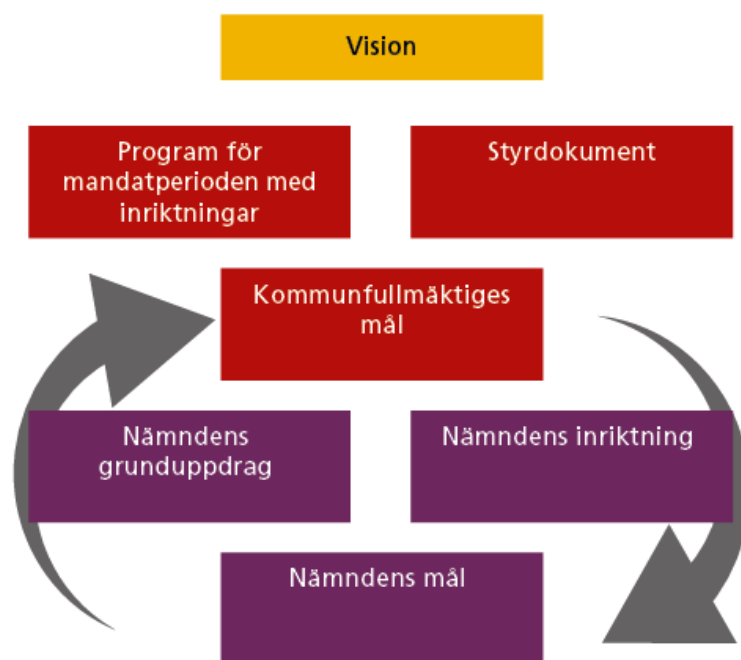 Vision
Program för
mandatperioden med
inriktningar
Styrdokument
Kommunfullmäktiges
mål
Nämndens
grunduppdrag
Nämndens inriktning
Nämndens mål